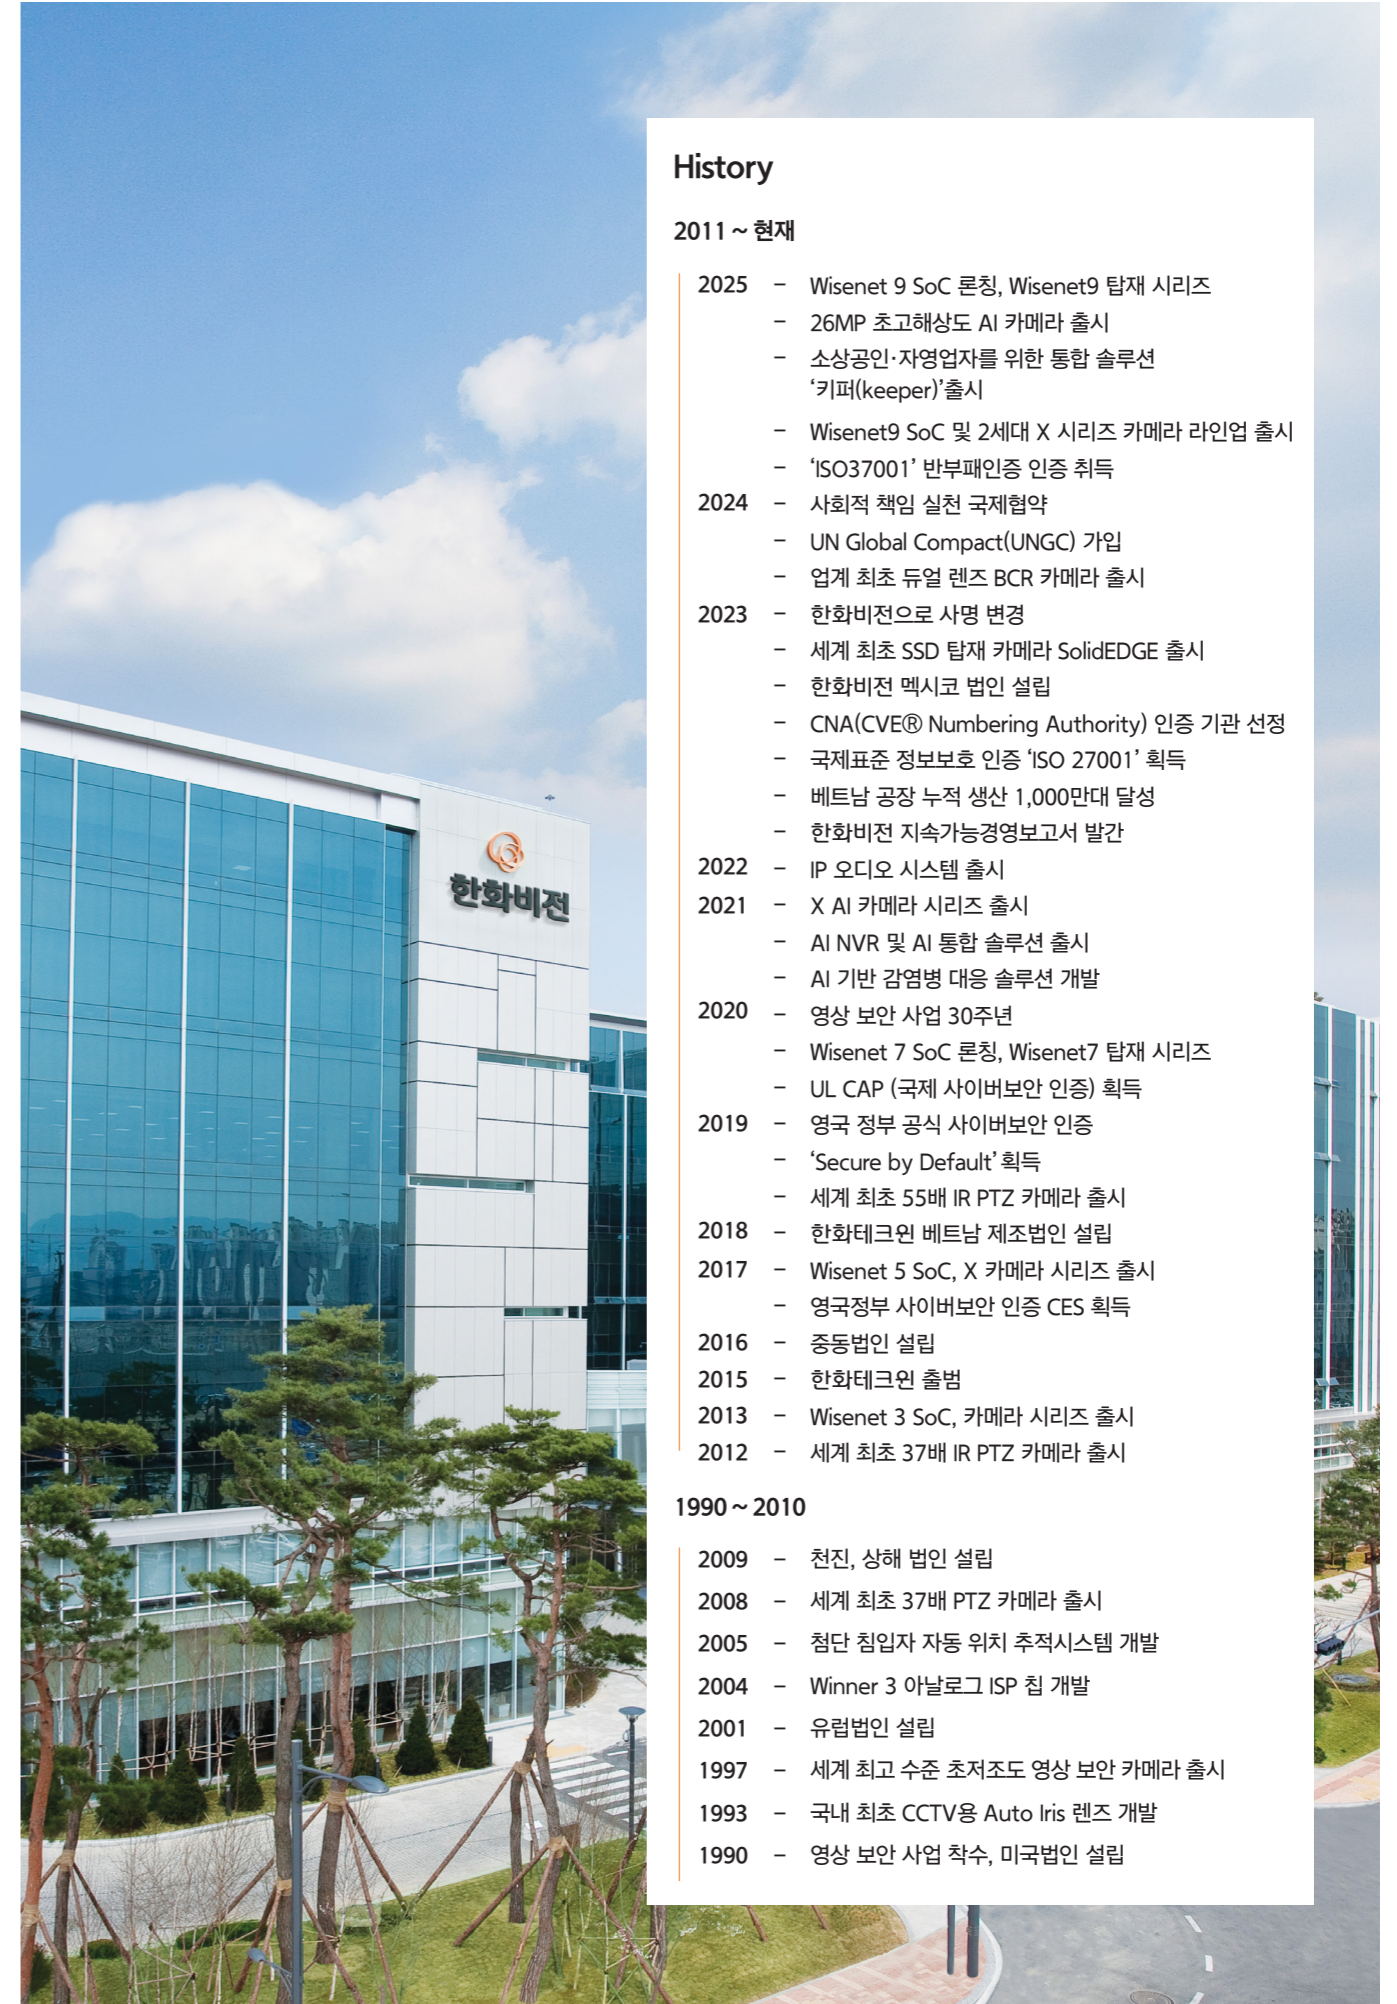 History
2011 ~ 현재
2025 – Wisenet 9 SoC 론칭, Wisenet9 탑재 시리즈
– 26MP 초고해상도 AI 카메라 출시
– 소상공인·자영업자를 위한 통합 솔루션
‘키퍼(keeper)’출시
– Wisenet9 SoC 및 2세대 X 시리즈 카메라 라인업 출시
– ‘ISO37001’ 반부패인증 인증 취득
2024 – 사회적 책임 실천 국제협약
– UN Global Compact(UNGC) 가입
– 업계 최초 듀얼 렌즈 BCR 카메라 출시
2023 – 한화비전으로 사명 변경
– 세계 최초 SSD 탑재 카메라 SolidEDGE 출시
– 한화비전 멕시코 법인 설립
– CNA(CVE® Numbering Authority) 인증 기관 선정
– 국제표준 정보보호 인증 ‘ISO 27001’ 획득
– 베트남 공장 누적 생산 1,000만대 달성
– 한화비전 지속가능경영보고서 발간
2022 – IP 오디오 시스템 출시
2021 – X AI 카메라 시리즈 출시
– AI NVR 및 AI 통합 솔루션 출시
– AI 기반 감염병 대응 솔루션 개발
2020 – 영상 보안 사업 30주년
– Wisenet 7 SoC 론칭, Wisenet7 탑재 시리즈
– UL CAP (국제 사이버보안 인증) 획득
2019 – 영국 정부 공식 사이버보안 인증
– ‘Secure by Default’ 획득
– 세계 최초 55배 IR PTZ 카메라 출시
2018 – 한화테크윈 베트남 제조법인 설립
2017 – Wisenet 5 SoC, X 카메라 시리즈 출시
– 영국정부 사이버보안 인증 CES 획득
2016 – 중동법인 설립
2015 – 한화테크윈 출범
2013 – Wisenet 3 SoC, 카메라 시리즈 출시
2012 – 세계 최초 37배 IR PTZ 카메라 출시
1990 ~ 2010
2009 – 천진, 상해 법인 설립
2008 – 세계 최초 37배 PTZ 카메라 출시
2005 – 첨단 침입자 자동 위치 추적시스템 개발
2004 – Winner 3 아날로그 ISP 칩 개발
2001 – 유럽법인 설립
1997 – 세계 최고 수준 초저조도 영상 보안 카메라 출시
1993 – 국내 최초 CCTV용 Auto Iris 렌즈 개발
1990 – 영상 보안 사업 착수, 미국법인 설립
한화비전